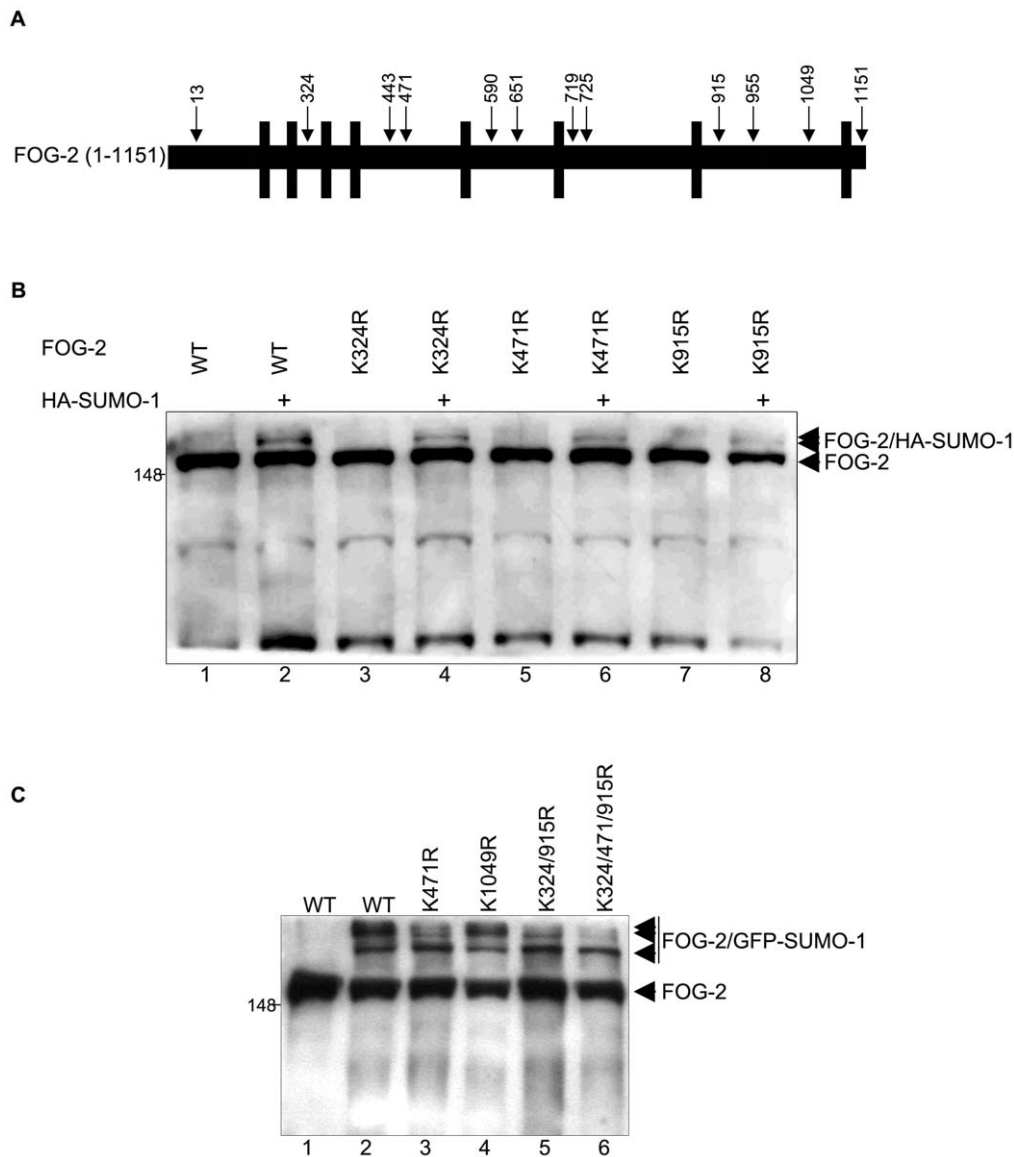 A
13 324 443 471 590 651 719 725 915 955 1049 1151
FOG-2 (1-1151)
B
FOG-2 WT WT K324R K324R K471R K471R K915R K915R
HA-SUMO-1 + + + +
FOG-2/HA-SUMO-1
FOG-2
148
1 2 3 4 5 6 7 8
C
WT WT K471R K1049R K324/915R K324/471/915R
FOG-2/GFP-SUMO-1
FOG-2
148
1 2 3 4 5 6